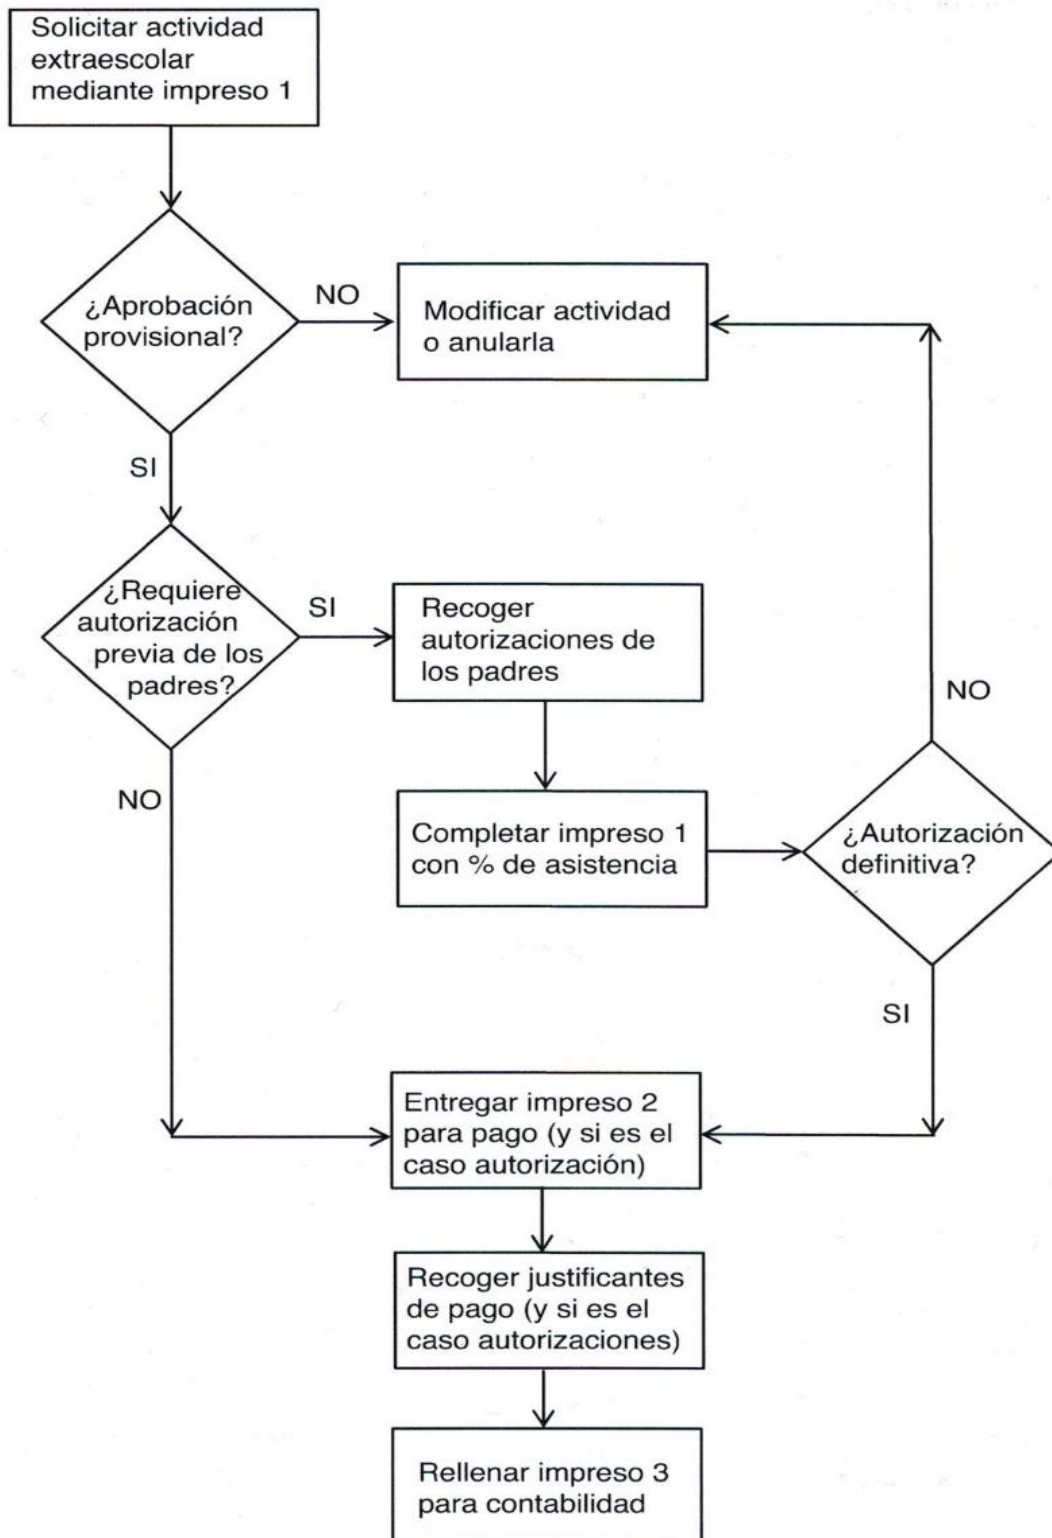 Solicitar actividad
extraescolar
mediante impreso 1
¿Aprobación
provisional?
NO
Modificar actividad
o anularla
SI
¿Requiere
autorización
previa de los
padres?
SI
Recoger
autorizaciones de
los padres
NO
NO
Completar impreso 1
con % de asistencia
¿Autorización
definitiva?
SI
Entregar impreso 2
para pago (y si es el
caso autorización)
Recoger justificantes
de pago (y si es el
caso autorizaciones)
Rellenar impreso 3
para contabilidad